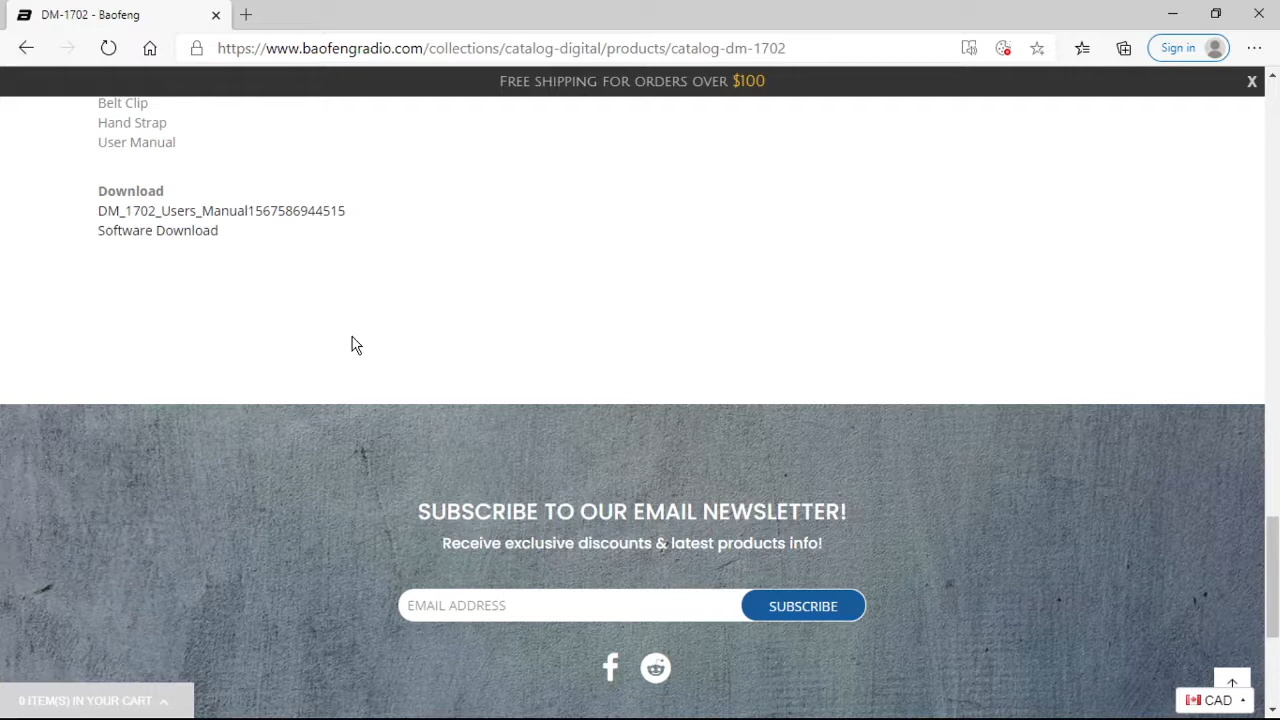 DM-1702 - Baofeng
https://www.baofengradio.com/collections/catalog-digital/products/catalog-dm-1702
Sign in
FREE SHIPPING FOR ORDERS OVER $100
X
Belt Clip
Hand Strap
User Manual
Download
DM_1702_Users_Manual1567586944515
Software Download
SUBSCRIBE TO OUR EMAIL NEWSLETTER!
Receive exclusive discounts & latest products info!
EMAIL ADDRESS
SUBSCRIBE
0 ITEM(S) IN YOUR CART
CAD